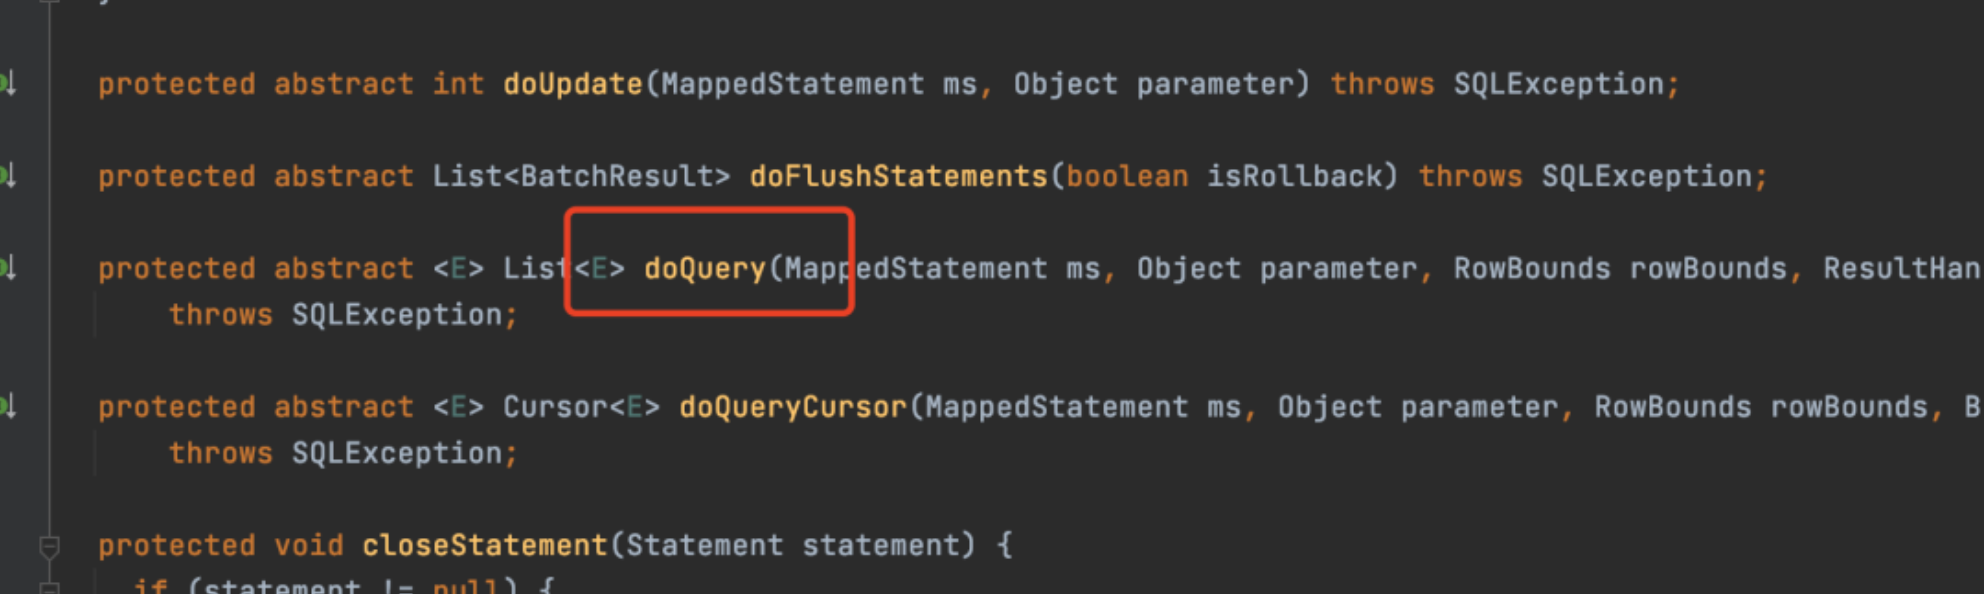 protected abstract int doUpdate(MappedStatement ms, Object parameter) throws SQLException;
protected abstract List<BatchResult> doFlushStatements(boolean isRollback) throws SQLException;
protected abstract <E> List<E> doQuery(MappedStatement ms, Object parameter, RowBounds rowBounds, ResultHan
throws SQLException;
protected abstract <E> Cursor<E> doQueryCursor(MappedStatement ms, Object parameter, RowBounds rowBounds, B
throws SQLException;
protected void closeStatement(Statement statement) {
if (statement != null) {